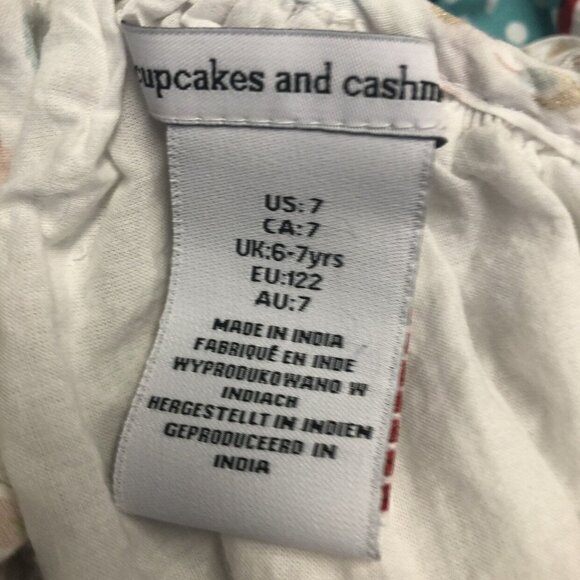 cupcakes and cashm
US: 7
CA: 7
UK:6-7yrs
EU:122
AU:7
MADE IN INDIA
FABRIQUÉ EN INDE
WYPRODUKOWANO W
INDIACH
HERGESTELLT IN INDIEN
GEPRODUCEERD IN
INDIA